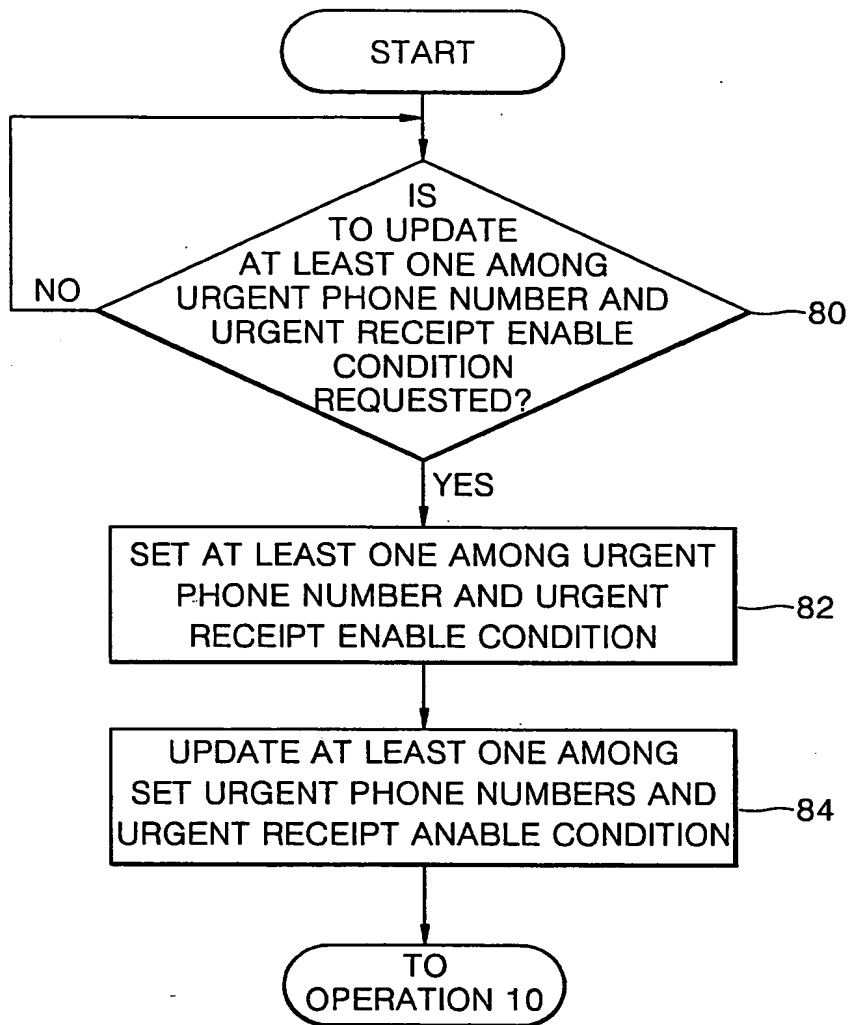 START
IS
TO UPDATE
AT LEAST ONE AMONG
URGENT PHONE NUMBER AND
URGENT RECEIPT ENABLE
CONDITION
REQUESTED?
80
NO
YES
SET AT LEAST ONE AMONG URGENT
PHONE NUMBER AND URGENT
RECEIPT ENABLE CONDITION
82
UPDATE AT LEAST ONE AMONG
SET URGENT PHONE NUMBERS AND
URGENT RECEIPT ANABLE CONDITION
84
TO
OPERATION 10